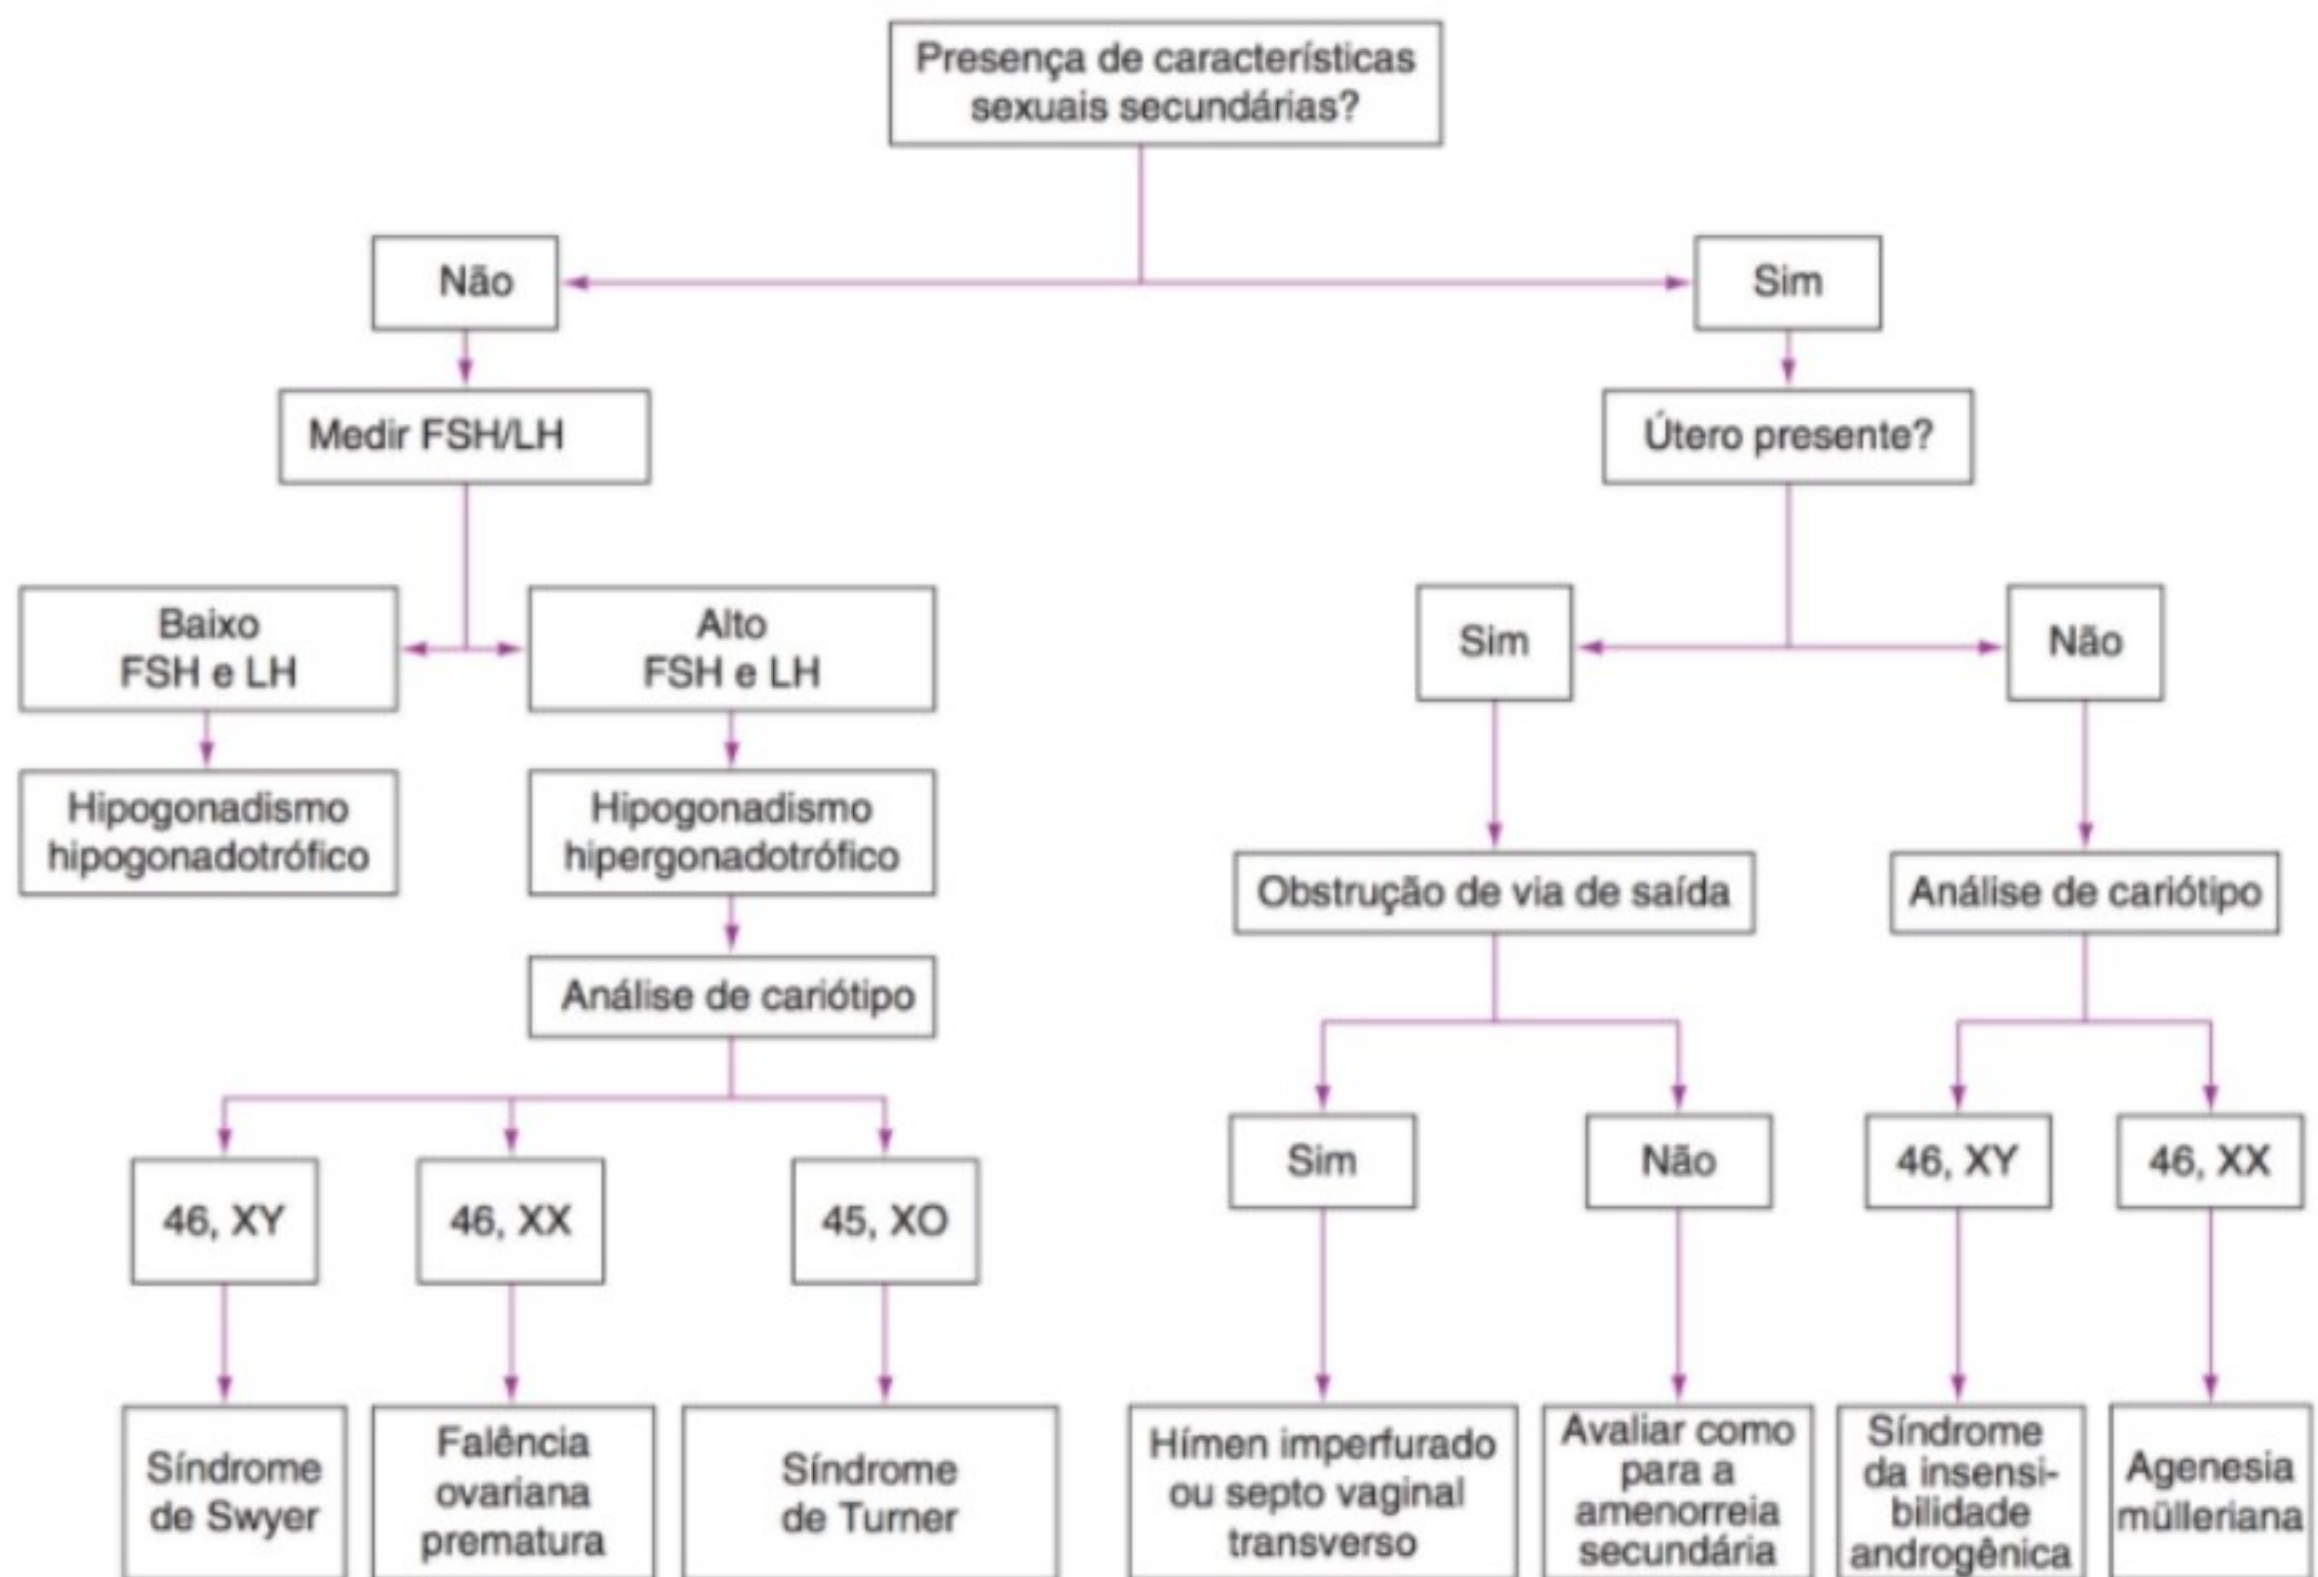 Presença de características
sexuais secundárias?
Não
Sim
Medir FSH/LH
Útero presente?
Baixo
FSH e LH
Alto
FSH e LH
Sim
Não
Hipogonadismo
hipogonadotrófico
Hipogonadismo
hipergonadotrófico
Obstrução de via de saída
Análise de cariótipo
Análise de cariótipo
46, XY
46, XX
45, XO
Sim
Não
46, XY
46, XX
Síndrome
de Swyer
Falência
ovariana
prematura
Síndrome
de Turner
Hímen imperfurado
ou septo vaginal
transverso
Avaliar como
para a
amenorreia
secundária
Síndrome
da insensi-
bilidade
androgênica
Agenesia
mülleriana